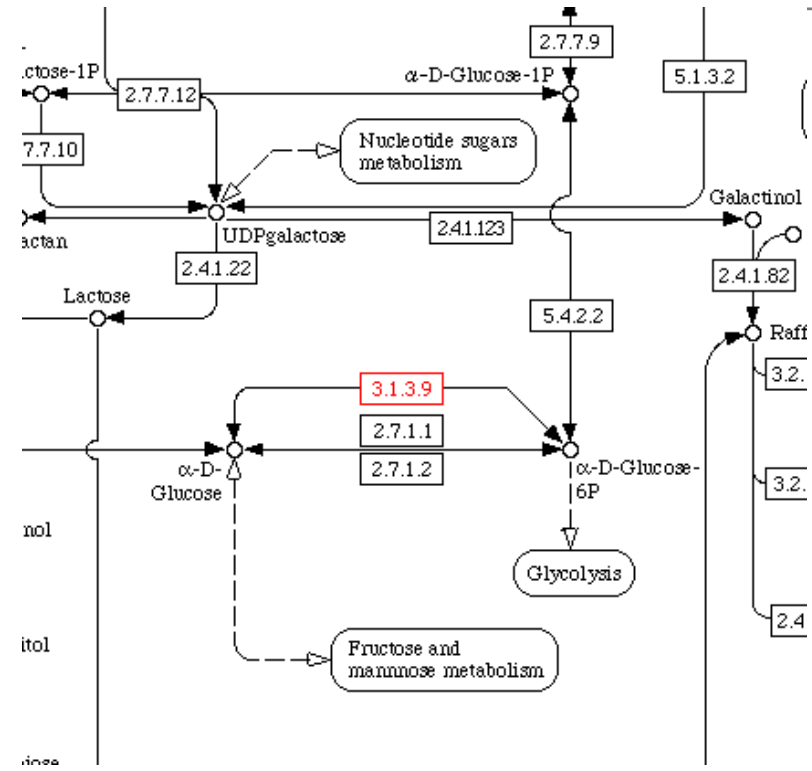 2.7.7.9
ctose-1P
α-D-Glucose-1P
5.1.3.2
2.7.7.12
Nucleotide sugars
metabolism
7.7.10
Galactinol
actan
UDPgalactose
2.4.1.123
2.4.1.22
2.4.1.82
Lactose
5.4.2.2
Raff
3.1.3.9
3.2.
2.7.1.1
2.7.1.2
α-D-
Glucose
α-D-Glucose-
6P
3.2.
nol
Glycolysis
2.4
itol
Fructose and
mannnose metabolism
iose